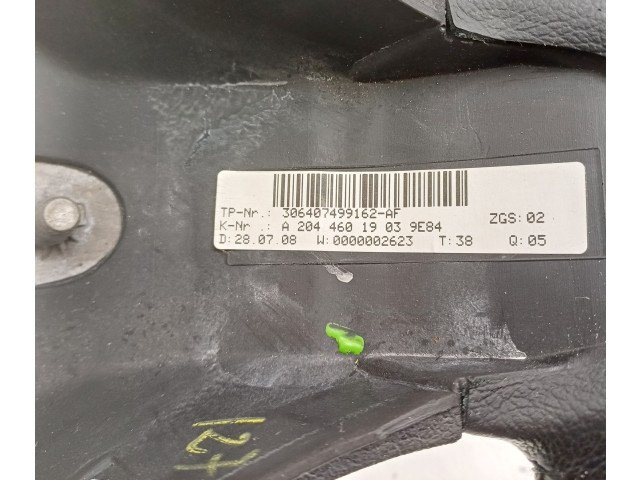 TP-Nr.: 306407499162-AF
K-Nr .: A 204 460 19 03 9E84
ZGS: 02
D: 28.07.08 W: 0000002623 T: 38 Q: 05